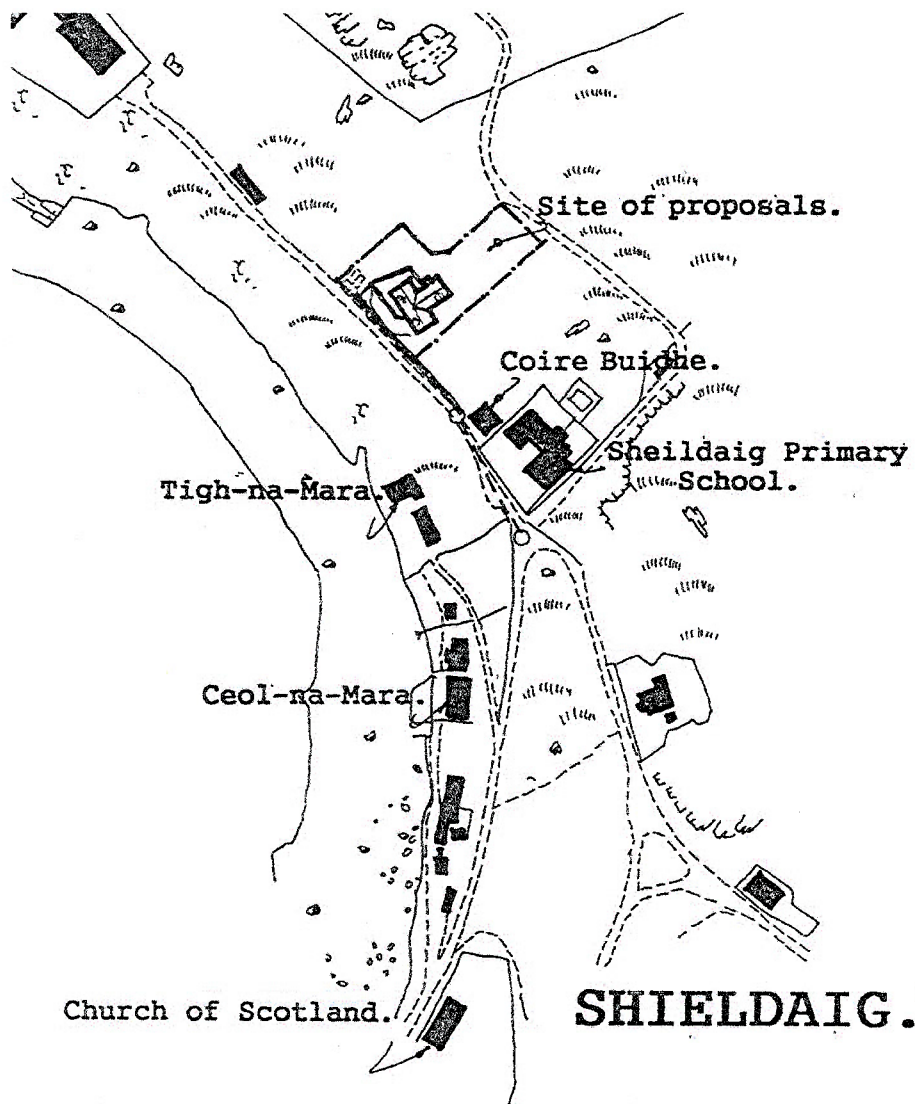 Site of proposals.
Coire Buidhe.
Sheildaig Primary
School.
Tigh-na-Mara.
Ceol-na-Mara.
Church of Scotland.
SHIELDAIG.